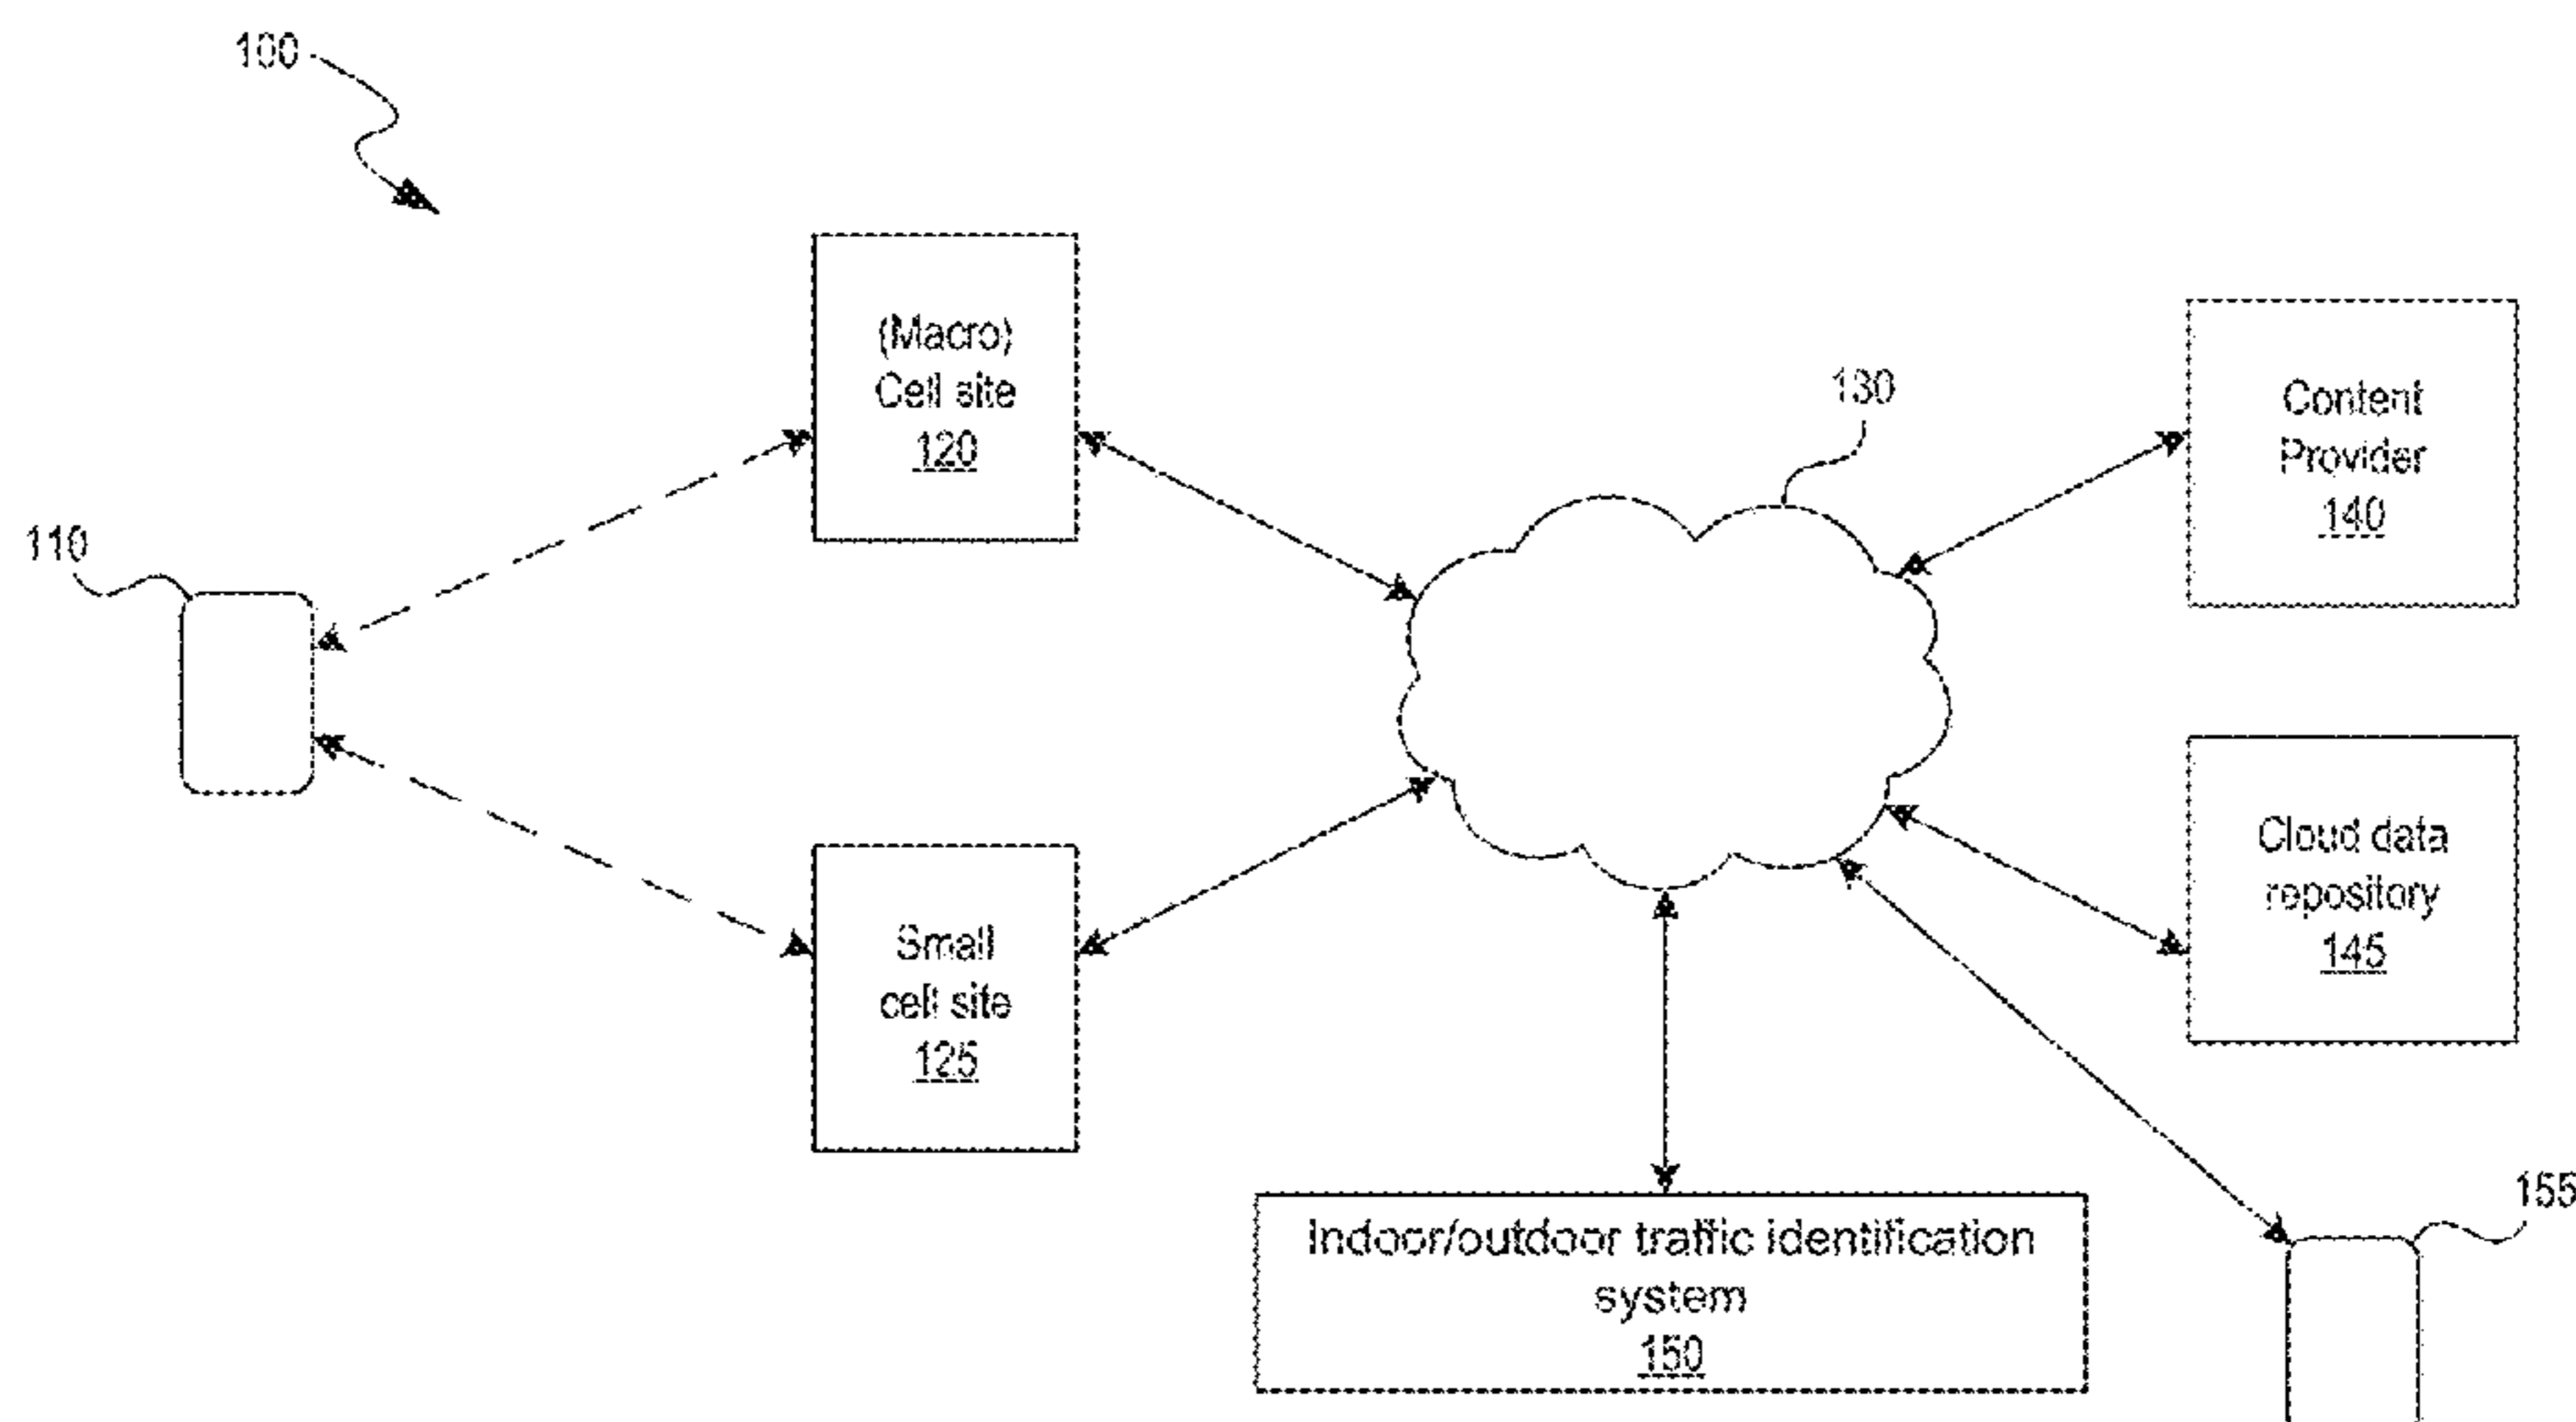 100
(Macro)
Cell site
120
130
Content
Provider
140
110
Cloud data
repository
145
Small
cell site
125
155
Indoor/outdoor traffic identification
system
150